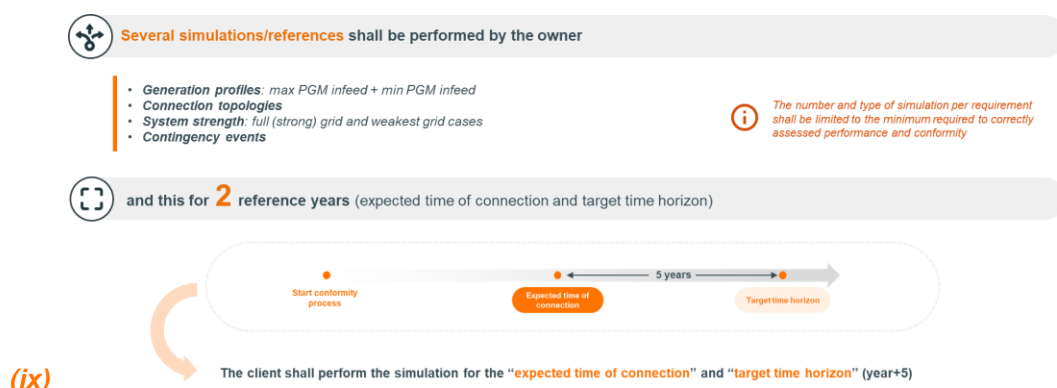 Several simulations/references shall be performed by the owner
• Generation profiles: max PGM infeed + min PGM infeed
• Connection topologies
• System strength: full (strong) grid and weakest grid cases
• Contingency events
The number and type of simulation per requirement
shall be limited to the minimum required to correctly
assessed performance and conformity
and this for 2 reference years (expected time of connection and target time horizon)
5 years
Start conformity
process
Expected time of
connection
Target time horizon
The client shall perform the simulation for the “expected time of connection” and “target time horizon” (year+5)
(ix)